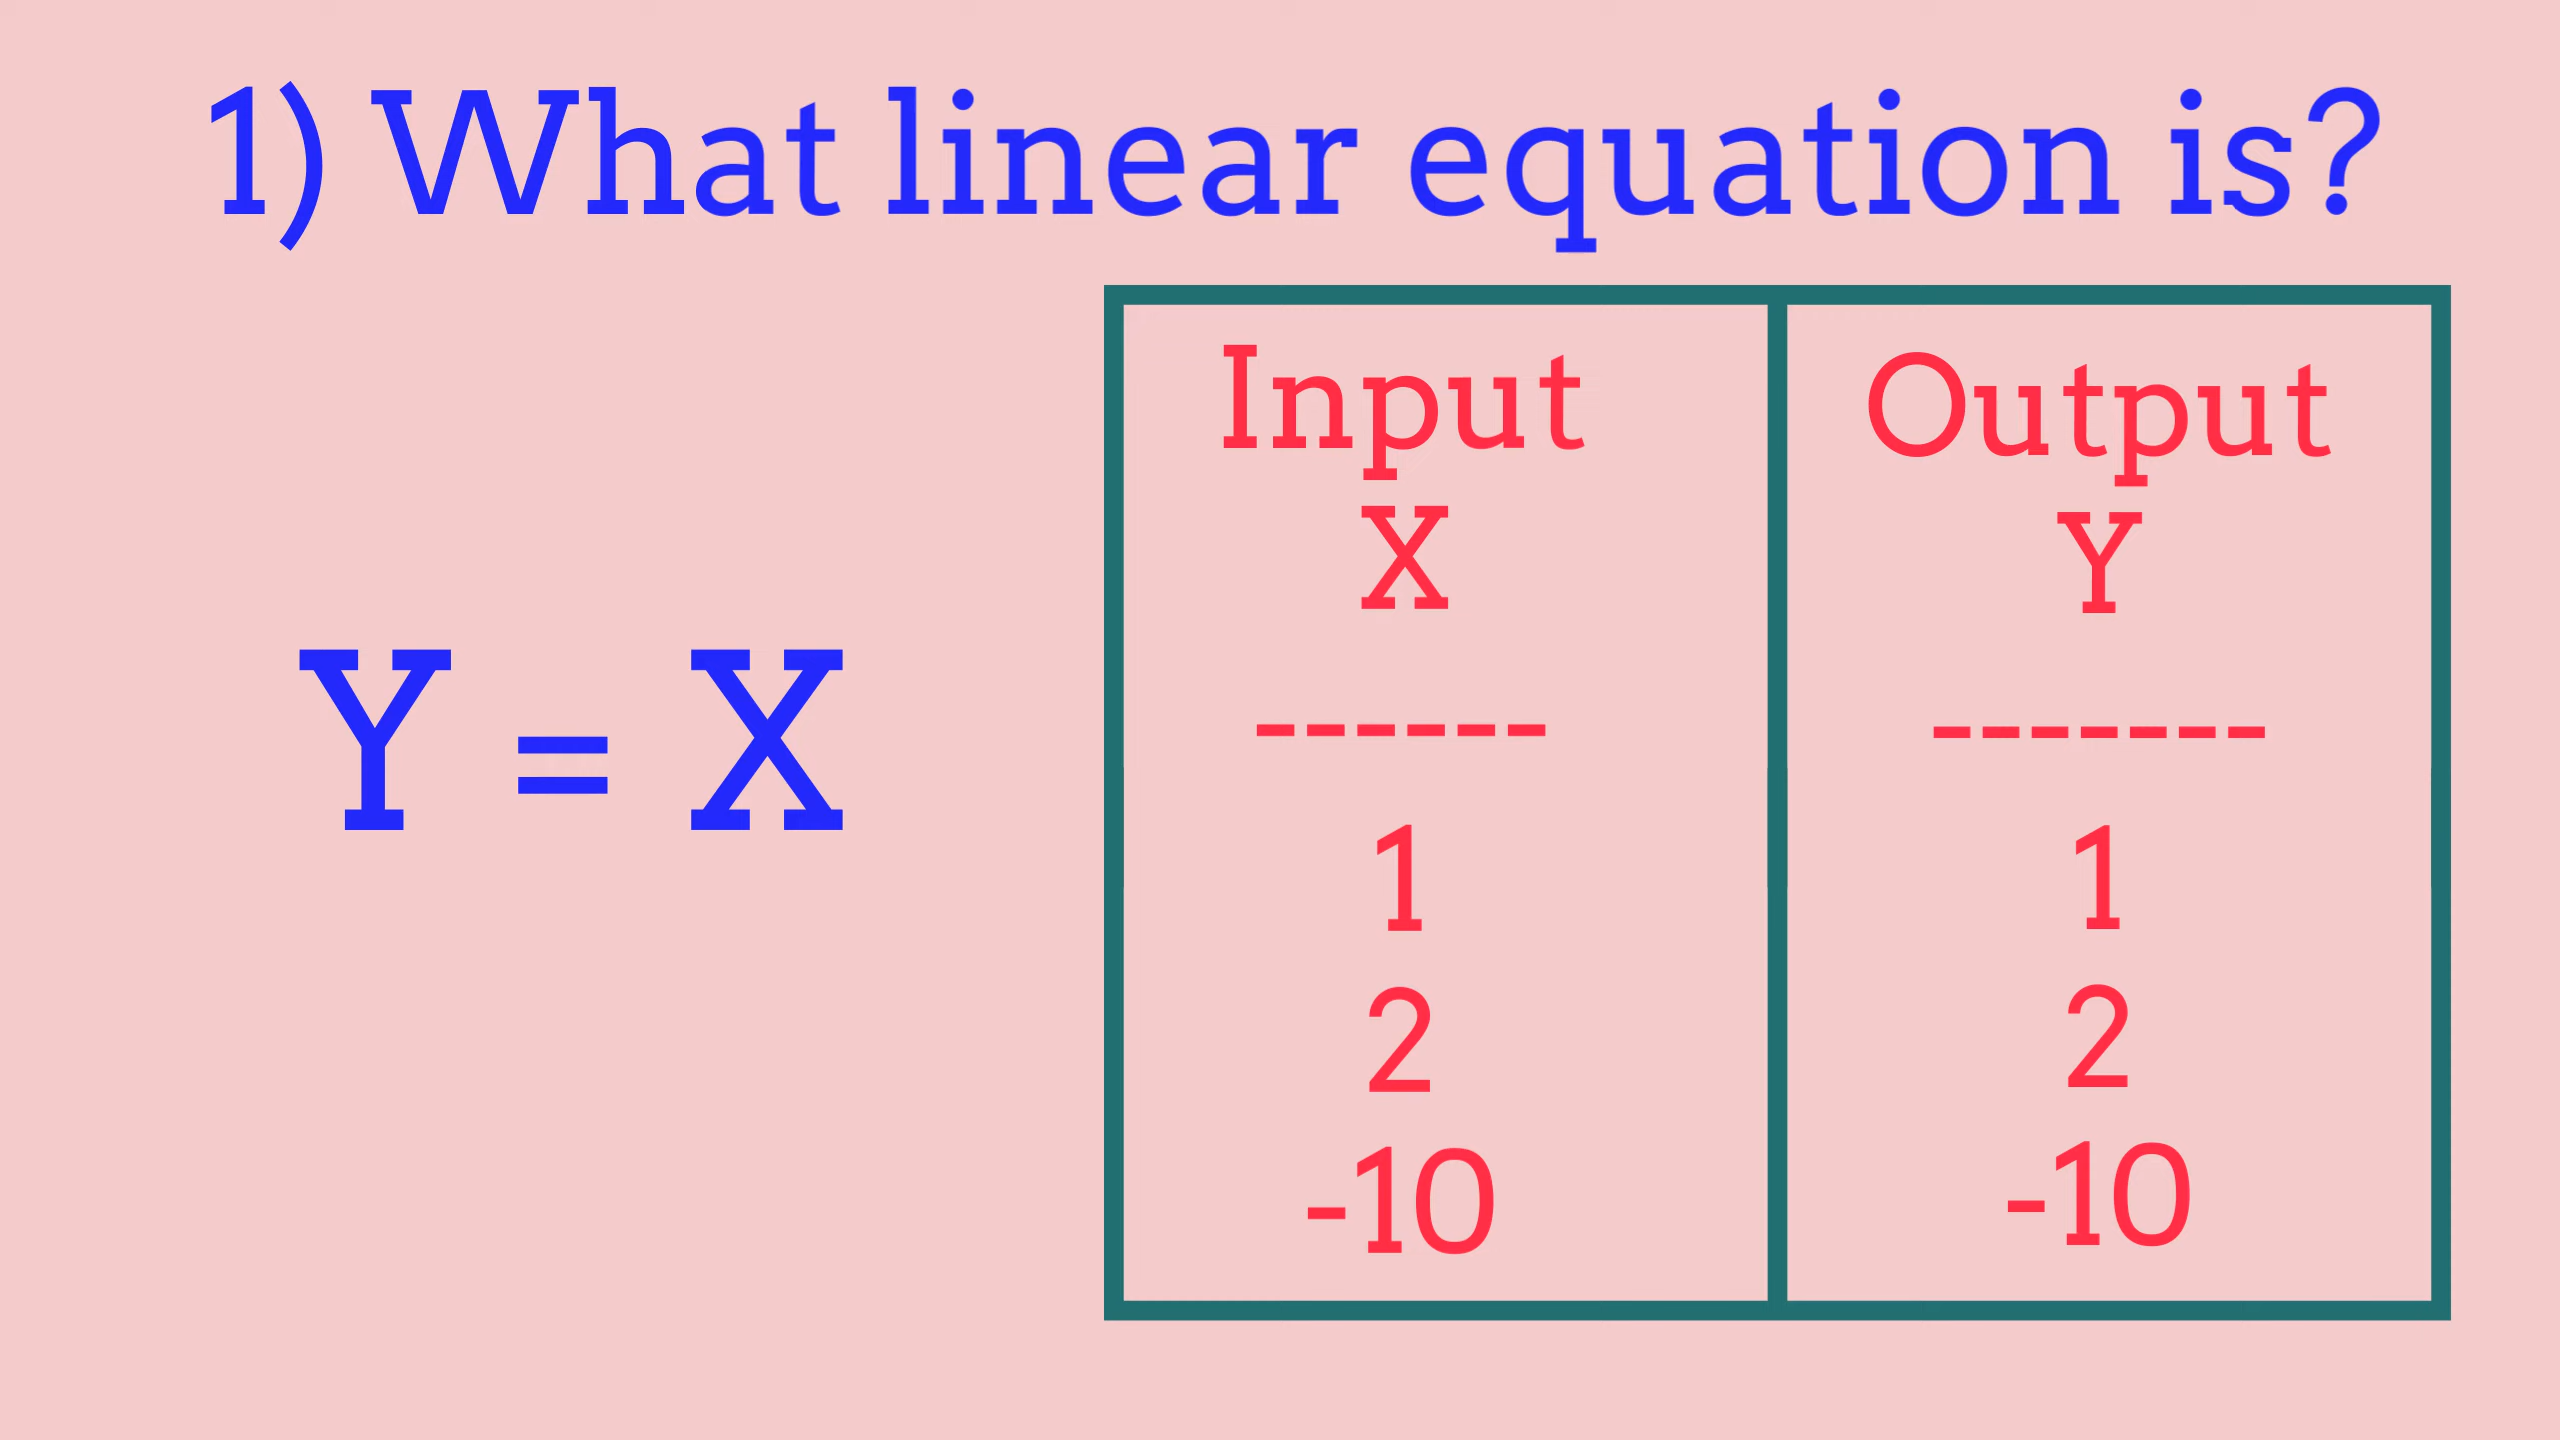 1) What linear equation is?
Y = X
Input
X
------
1
2
-10
Output
Y
-------
1
2
-10